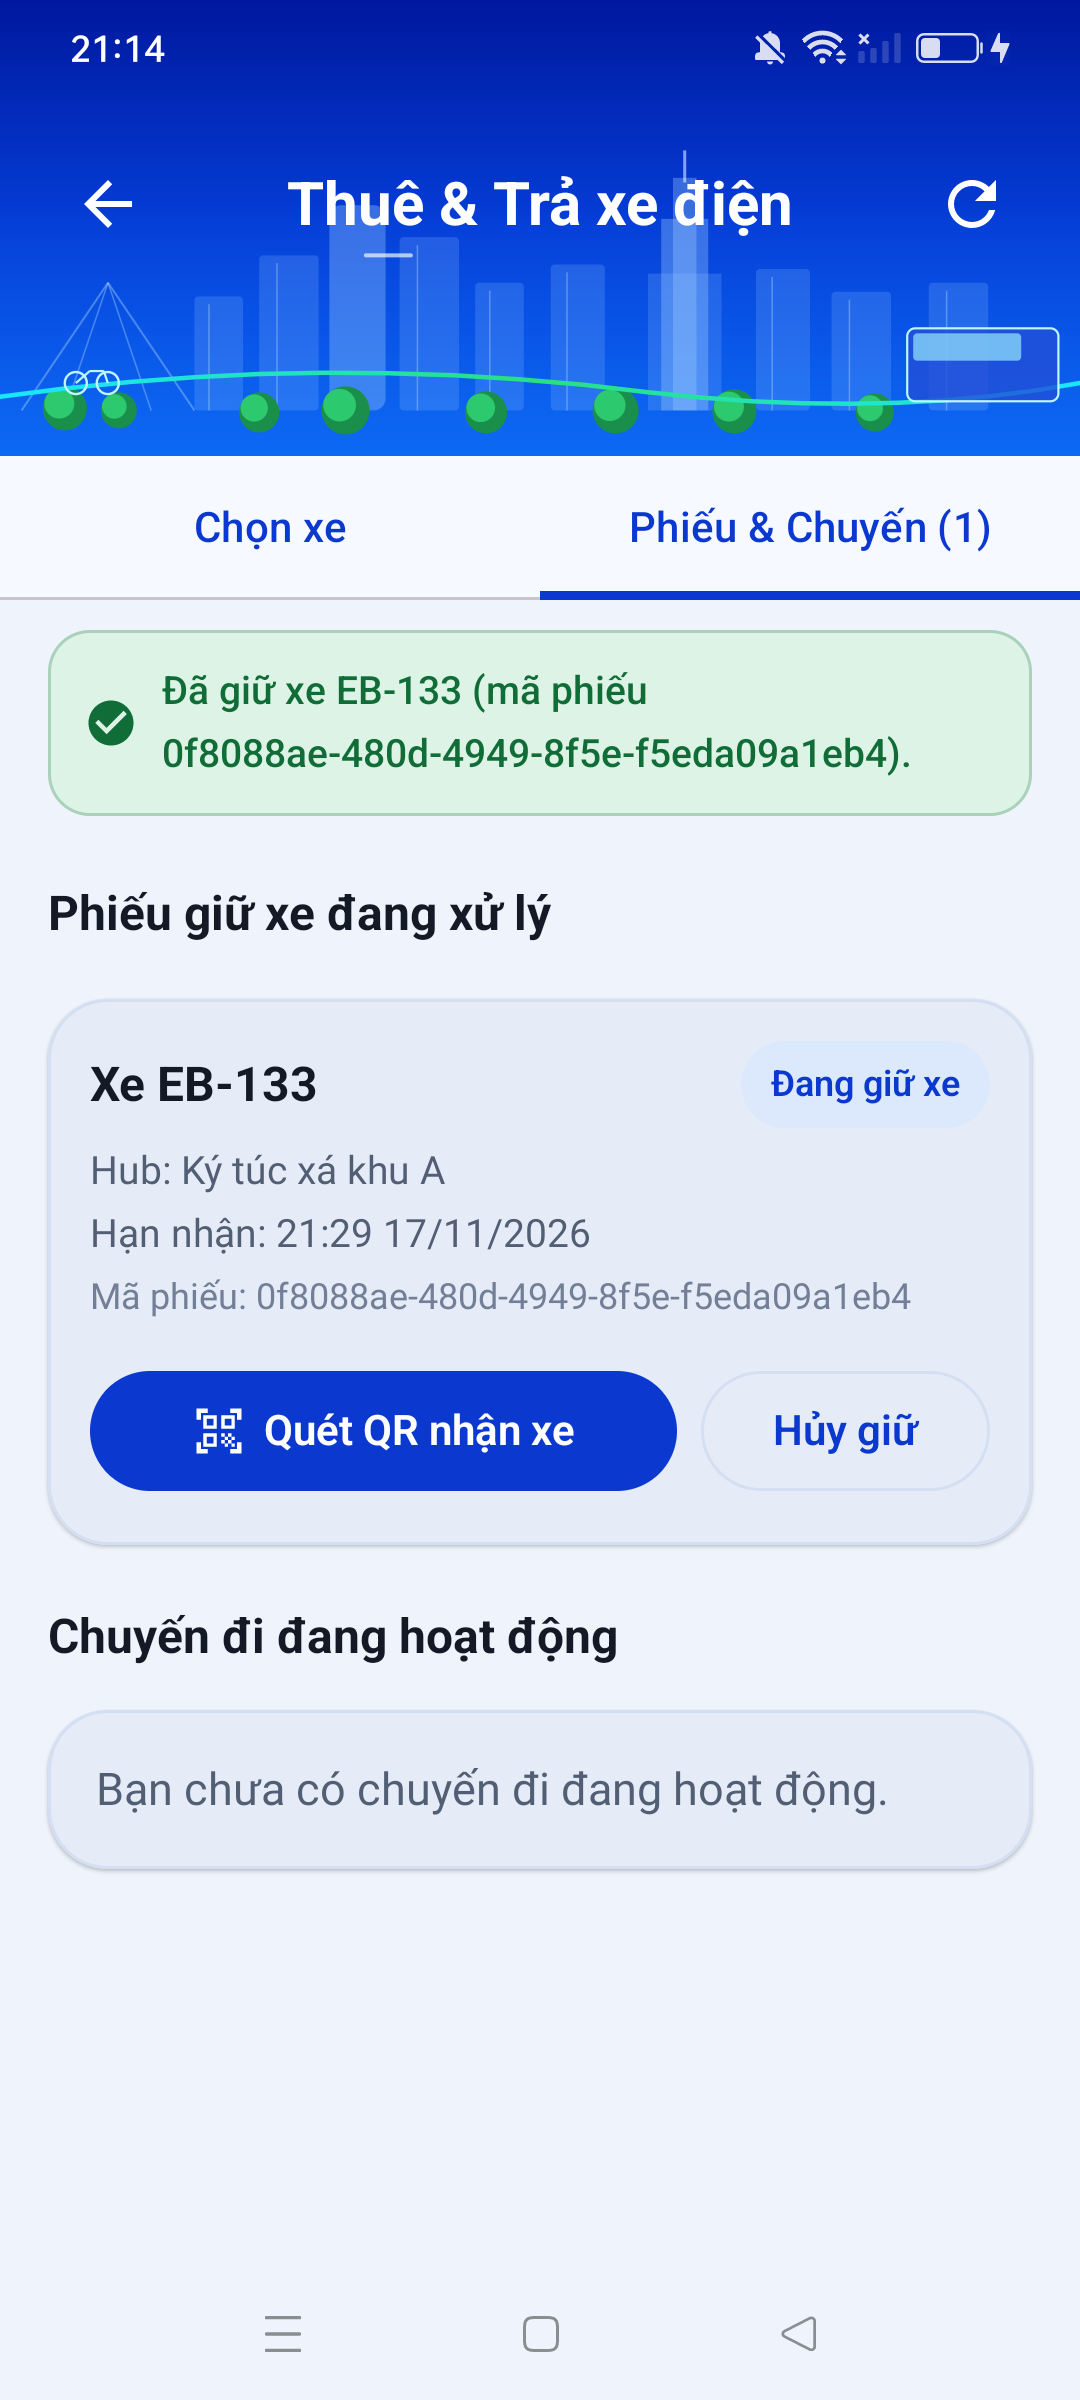 21:14
Thuê & Trả xe điện
Chọn xe
Phiếu & Chuyến (1)
Đã giữ xe EB-133 (mã phiếu
0f8088ae-480d-4949-8f5e-f5eda09a1eb4).
Phiếu giữ xe đang xử lý
Xe EB-133
Đang giữ xe
Hub: Ký túc xá khu A
Hạn nhận: 21:29 17/11/2026
Mã phiếu: 0f8088ae-480d-4949-8f5e-f5eda09a1eb4
Quét QR nhận xe
Hủy giữ
Chuyến đi đang hoạt động
Bạn chưa có chuyến đi đang hoạt động.